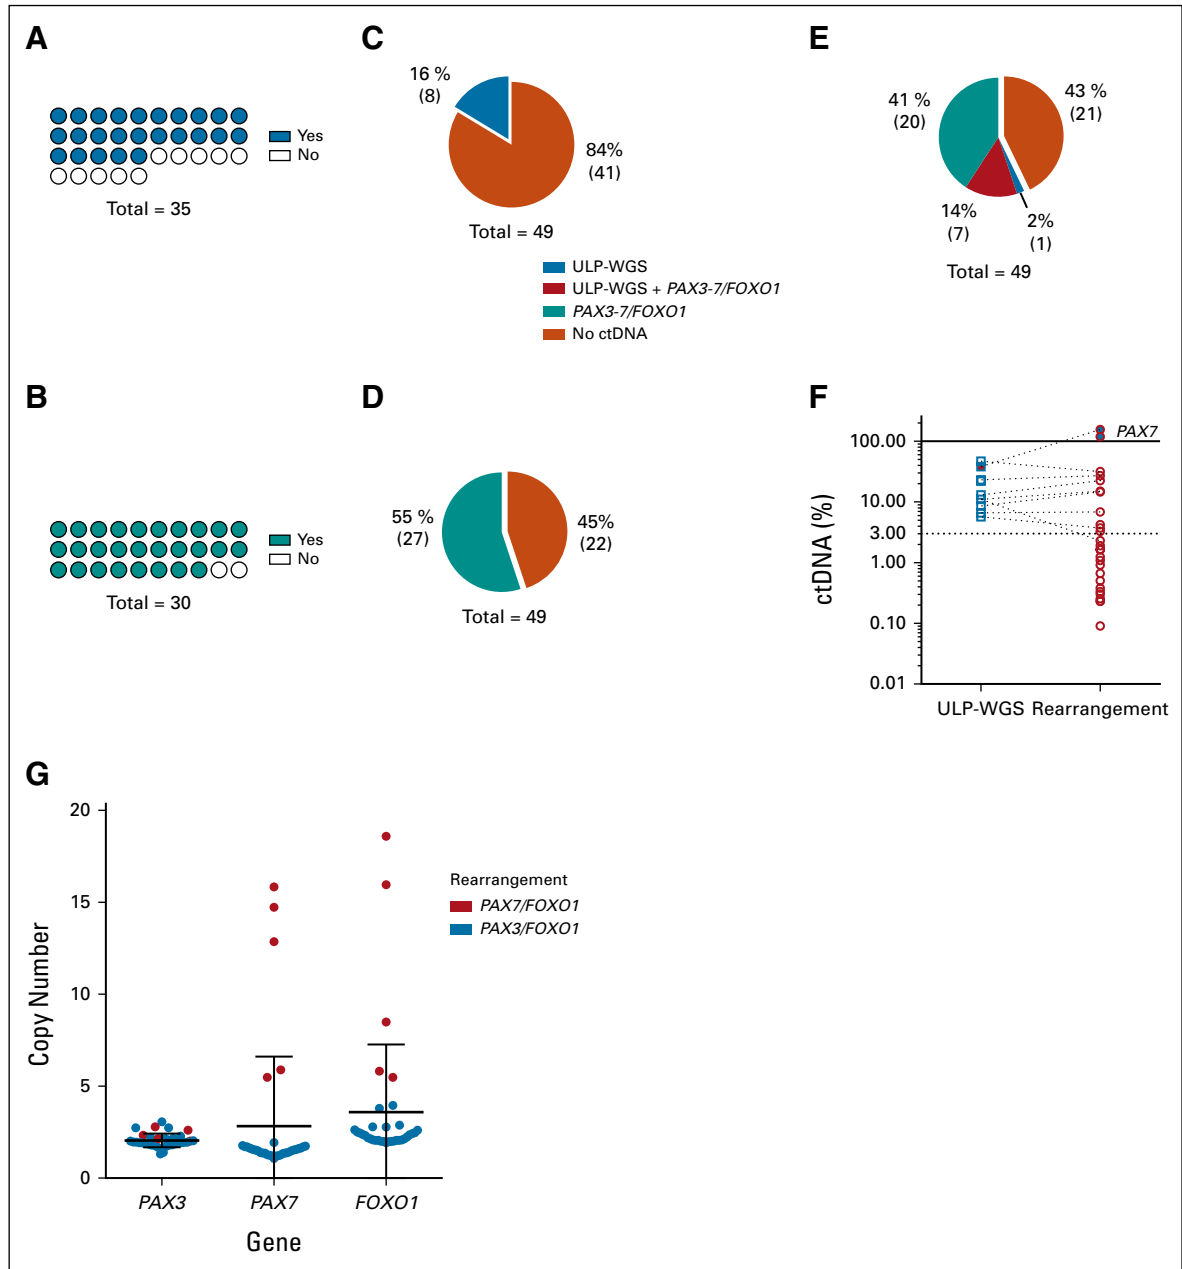 A
Yes
No
Total = 35
B
Yes
No
Total = 30
C
16 %
(8)
84%
(41)
Total = 49
ULP-WGS
ULP-WGS + PAX3-7/FOXO1
PAX3-7/FOXO1
No ctDNA
D
55 %
(27)
45%
(22)
Total = 49
E
41 %
(20)
43 %
(21)
14%
(7)
2%
(1)
Total = 49
F
ctDNA (%)
100.00
10.00
3.00
1.00
0.10
0.01
PAX7
ULP-WGS Rearrangement
G
Copy Number
20
15
10
5
0
PAX3 PAX7 FOXO1
Gene
Rearrangement
PAX7/FOXO1
PAX3/FOXO1